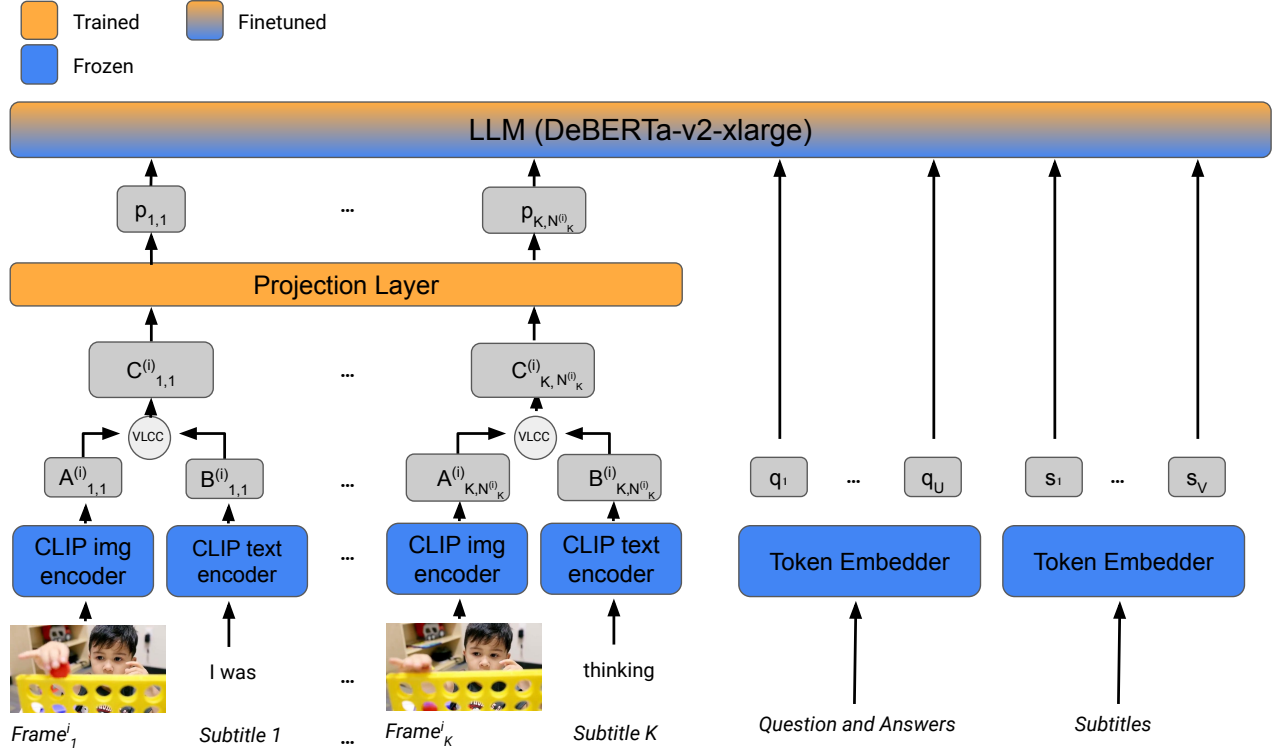 Trained
Finetuned
Frozen
LLM (DeBERTa-v2-xlarge)
p1,1
...
pK,N(i)K
Projection Layer
C(i)1,1
...
C(i)K, N(i)K
VLCC
VLCC
A(i)1,1
B(i)1,1
...
A(i)K,N(i)K
B(i)K,N(i)K
q1
...
qU
s1
...
sV
CLIP img
encoder
CLIP text
encoder
...
CLIP img
encoder
CLIP text
encoder
Token Embedder
Token Embedder
I was
...
thinking
Framei1
Subtitle 1
...
FrameiK
Subtitle K
Question and Answers
Subtitles